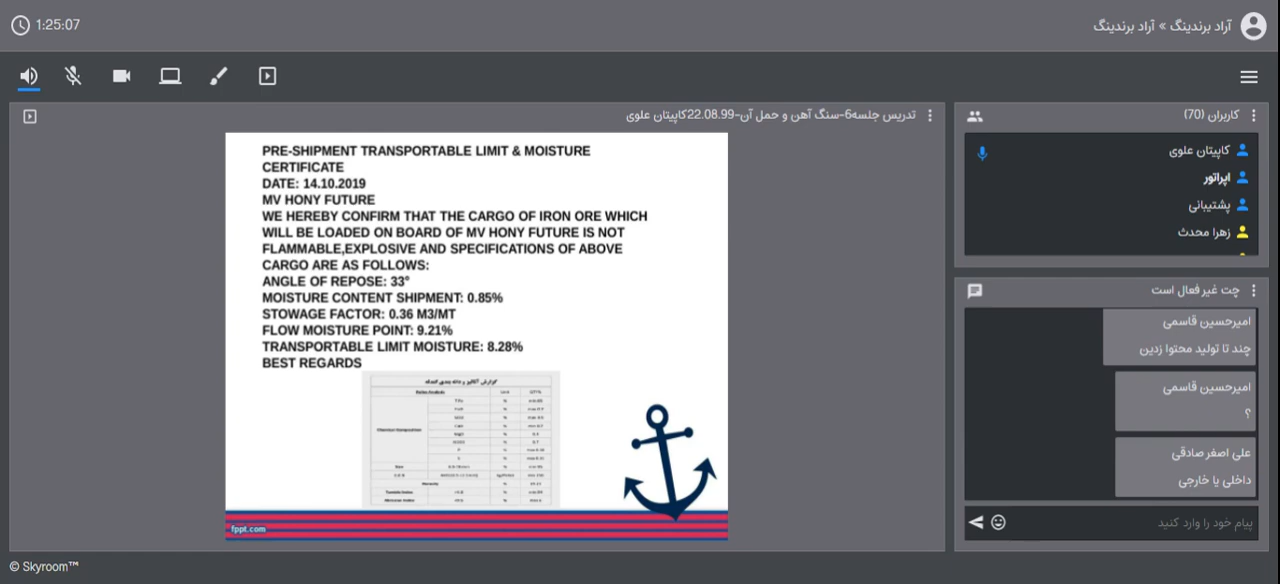 1:25:07
آراد برندینگ » آراد برندینگ
تدریس جلسه6-سنگ آهن و حمل آن-22.08.99کاپیتان علوی
PRE-SHIPMENT TRANSPORTABLE LIMIT & MOISTURE
CERTIFICATE
DATE: 14.10.2019
MV HONY FUTURE
WE HEREBY CONFIRM THAT THE CARGO OF IRON ORE WHICH
WILL BE LOADED ON BOARD OF MV HONY FUTURE IS NOT
FLAMMABLE,EXPLOSIVE AND SPECIFICATIONS OF ABOVE
CARGO ARE AS FOLLOWS:
ANGLE OF REPOSE: 33°
MOISTURE CONTENT SHIPMENT: 0.85%
STOWAGE FACTOR: 0.36 M3/MT
FLOW MOISTURE POINT: 9.21%
TRANSPORTABLE LIMIT MOISTURE: 8.28%
BEST REGARDS
fppt.com
کاربران (70)
کاپیتان علوی
اپراتور
پشتیبانی
زهرا محدث
چت غیر فعال است
امیرحسین قاسمی
چند تا تولید محتوا زدین
امیرحسین قاسمی
؟
علی اصغر صادقی
داخلی یا خارجی
پیام خود را وارد کنید
© Skyroom™